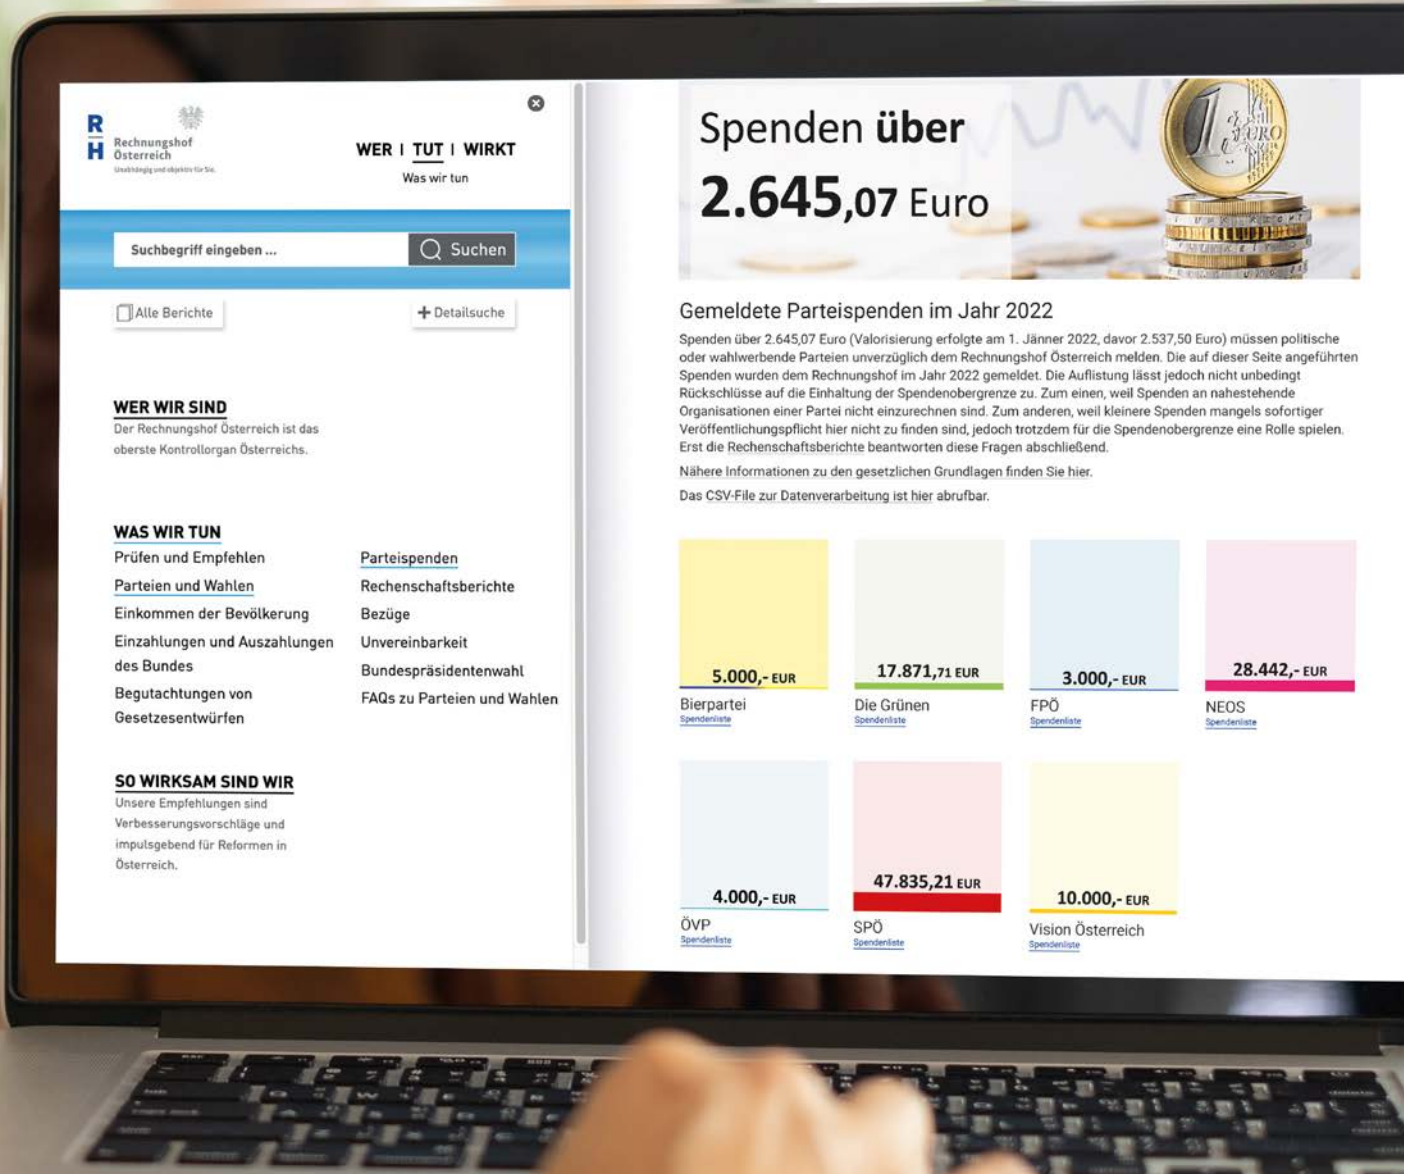 R
H
Rechnungshof
Österreich
Unabhängig und objektiv für Sie.
WER | TUT | WIRKT
Was wir tun
Suchbegriff eingeben ...
Suchen
Alle Berichte
+ Detailsuche
WER WIR SIND
Der Rechnungshof Österreich ist das
oberste Kontrollorgan Österreichs.
WAS WIR TUN
Prüfen und Empfehlen
Parteien und Wahlen
Einkommen der Bevölkerung
Einzahlungen und Auszahlungen
des Bundes
Begutachtungen von
Gesetzesentwürfen
Parteispenden
Rechenschaftsberichte
Bezüge
Unvereinbarkeit
Bundespräsidentenwahl
FAQs zu Parteien und Wahlen
SO WIRKSAM SIND WIR
Unsere Empfehlungen sind
Verbesserungsvorschläge und
impulsgebend für Reformen in
Österreich.
Spenden über
2.645,07 Euro
1 EURO
Gemeldete Parteispenden im Jahr 2022
Spenden über 2.645,07 Euro (Valorisierung erfolgte am 1. Jänner 2022, davor 2.537,50 Euro) müssen politische
oder wahlwerbende Parteien unverzüglich dem Rechnungshof Österreich melden. Die auf dieser Seite angeführten
Spenden wurden dem Rechnungshof im Jahr 2022 gemeldet. Die Auflistung lässt jedoch nicht unbedingt
Rückschlüsse auf die Einhaltung der Spendenobergrenze zu. Zum einen, weil Spenden an nahestehende
Organisationen einer Partei nicht einzurechnen sind. Zum anderen, weil kleinere Spenden mangels sofortiger
Veröffentlichungspflicht hier nicht zu finden sind, jedoch trotzdem für die Spendenobergrenze eine Rolle spielen.
Erst die Rechenschaftsberichte beantworten diese Fragen abschließend.
Nähere Informationen zu den gesetzlichen Grundlagen finden Sie hier.
Das CSV-File zur Datenverarbeitung ist hier abrufbar.
5.000,- EUR
Bierpartei
Spendenliste
17.871,71 EUR
Die Grünen
Spendenliste
3.000,- EUR
FPÖ
Spendenliste
28.442,- EUR
NEOS
Spendenliste
4.000,- EUR
ÖVP
Spendenliste
47.835,21 EUR
SPÖ
Spendenliste
10.000,- EUR
Vision Österreich
Spendenliste